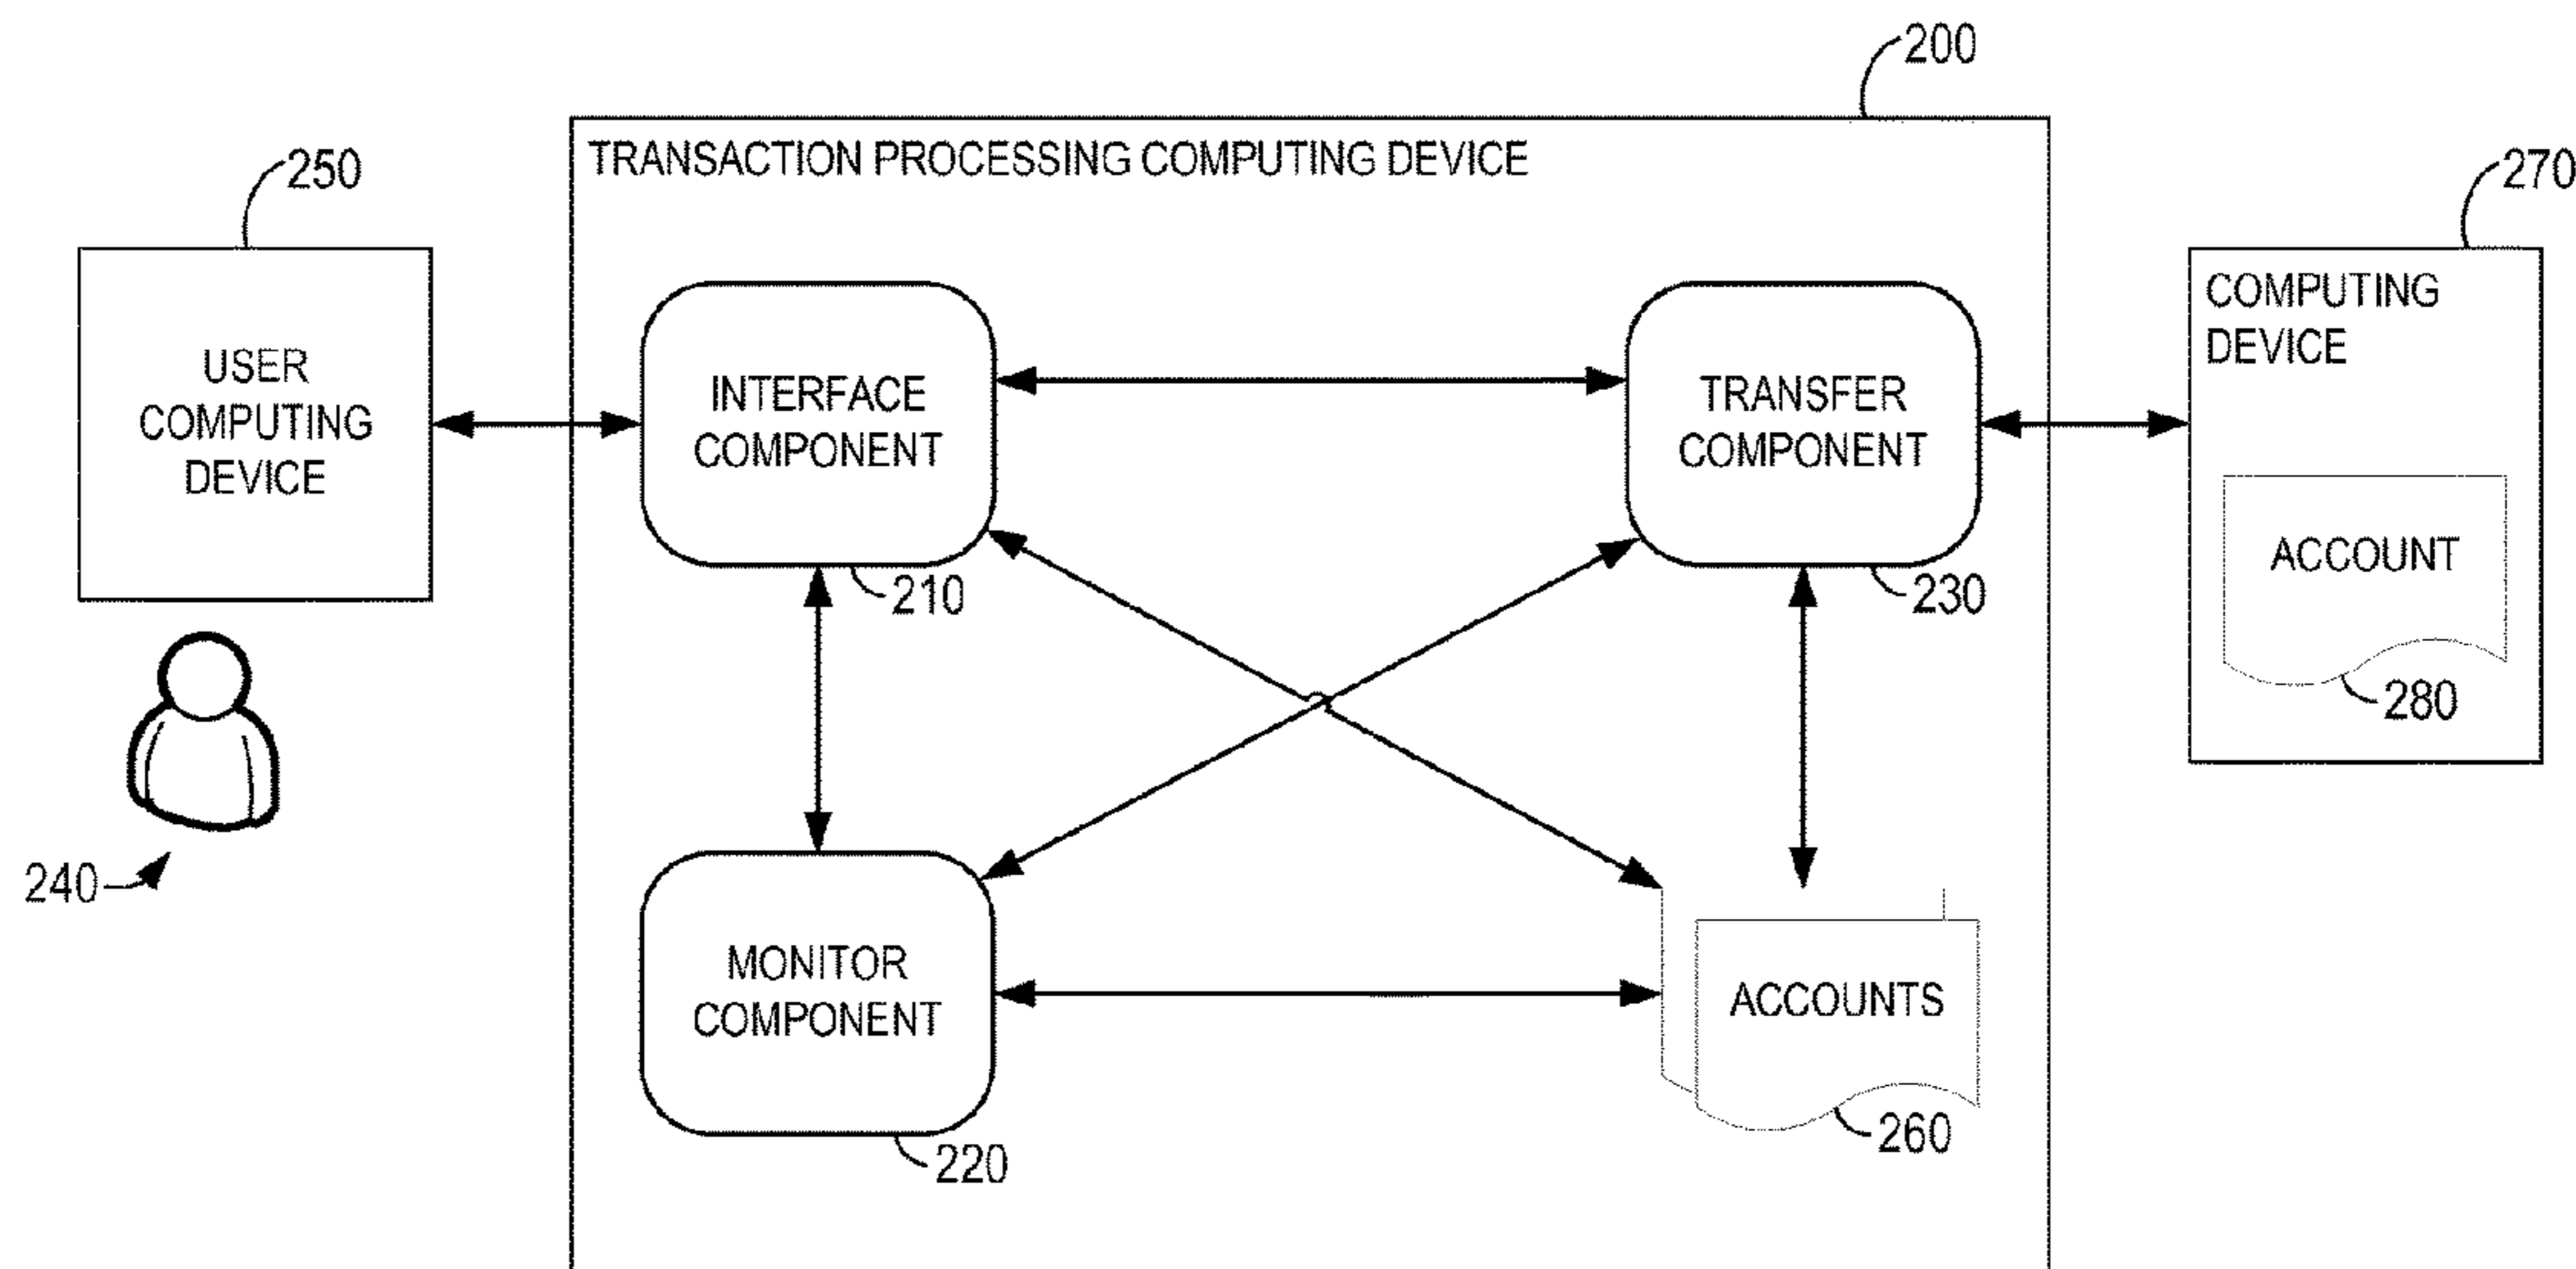 200
TRANSACTION PROCESSING COMPUTING DEVICE
250
270
USER
COMPUTING
DEVICE
INTERFACE
COMPONENT
210
TRANSFER
COMPONENT
230
COMPUTING
DEVICE
ACCOUNT
280
240
MONITOR
COMPONENT
220
ACCOUNTS
260